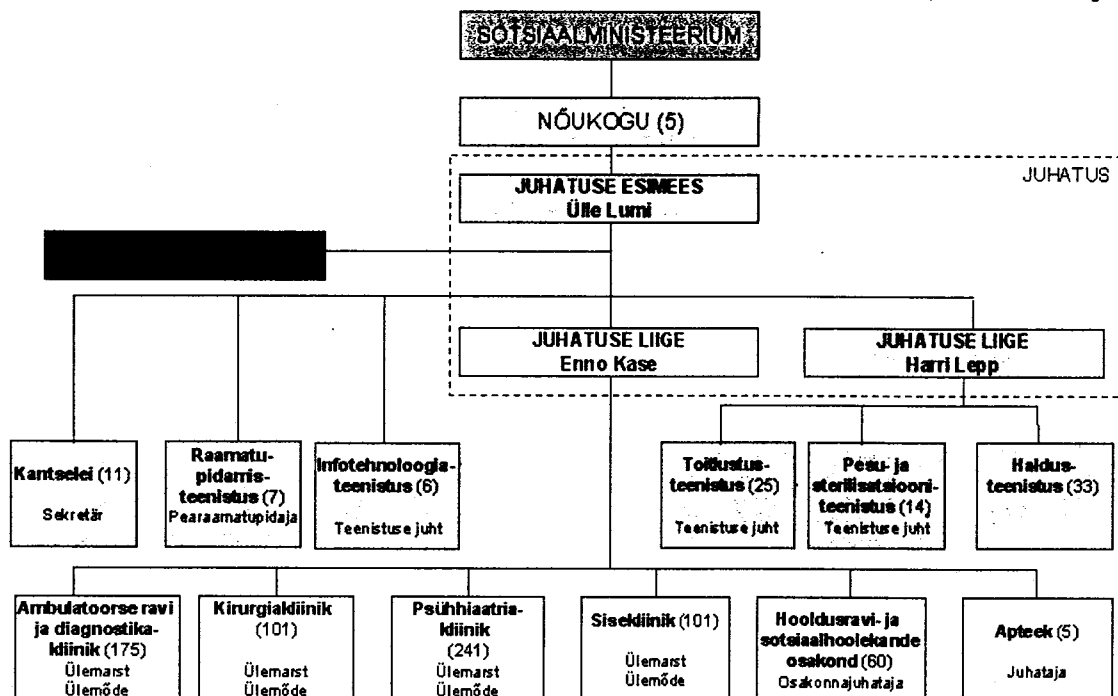 SOTSIAALMINISTEERIUM
NÕUKOGU (5)
JUHATUS
JUHATUSE ESIMEES
Ülle Lumi
JUHATUSE LIIGE
Enno Kase
JUHATUSE LIIGE
Harri Lepp
Kantselei (11)
Sekretär
Raamatu-
pidamis-
teenistus (7)
Pearaamatupidaja
Infotehnoloogia-
teenistus (6)
Teenistuse juht
Toitlustus-
teenistus (25)
Teenistuse juht
Pesu- ja
sterilisatsiooni-
teenistus (14)
Teenistuse juht
Haldus-
teenistus (33)
Ambulatoorse ravi
ja diagnostika-
kliinik (175)
Ülemarst
Ülemõde
Kirurgiakliinik
(101)
Ülemarst
Ülemõde
Psühhiaatria-
kliinik
(241)
Ülemarst
Ülemõde
Sisekliinik (101)
Ülemarst
Ülemõde
Hooldusravi- ja
sotsiaalhoolekande
osakond (60)
Osakonnajuhataja
Apteek (5)
Juhataja